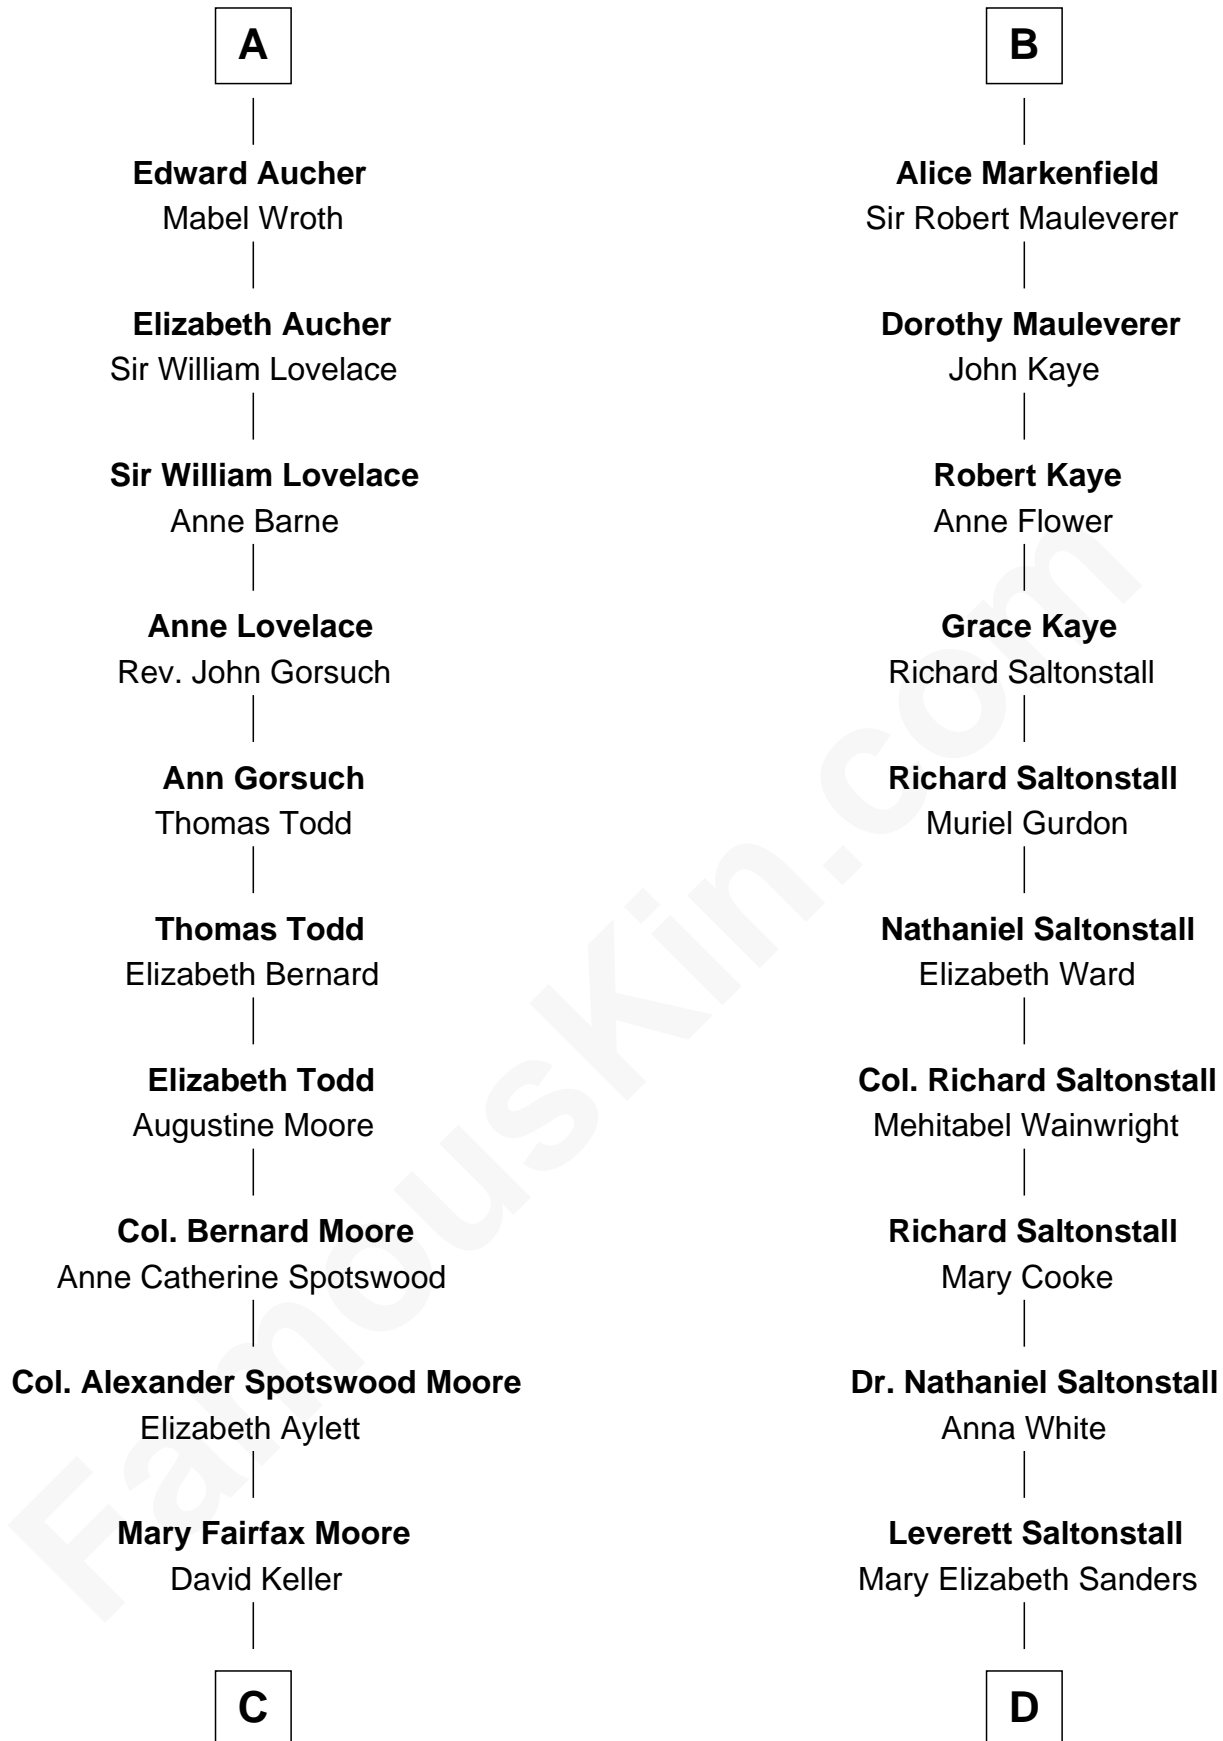 A
Edward Aucher
Mabel Wroth
Elizabeth Aucher
Sir William Lovelace
Sir William Lovelace
Anne Barne
Anne Lovelace
Rev. John Gorsuch
Ann Gorsuch
Thomas Todd
Thomas Todd
Elizabeth Bernard
Elizabeth Todd
Augustine Moore
Col. Bernard Moore
Anne Catherine Spotswood
Col. Alexander Spotswood Moore
Elizabeth Aylett
Mary Fairfax Moore
David Keller
C
B
Alice Markenfield
Sir Robert Mauleverer
Dorothy Mauleverer
John Kaye
Robert Kaye
Anne Flower
Grace Kaye
Richard Saltonstall
Richard Saltonstall
Muriel Gurdon
Nathaniel Saltonstall
Elizabeth Ward
Col. Richard Saltonstall
Mehitabel Wainwright
Richard Saltonstall
Mary Cooke
Dr. Nathaniel Saltonstall
Anna White
Leverett Saltonstall
Mary Elizabeth Sanders
D
FamousKin.com